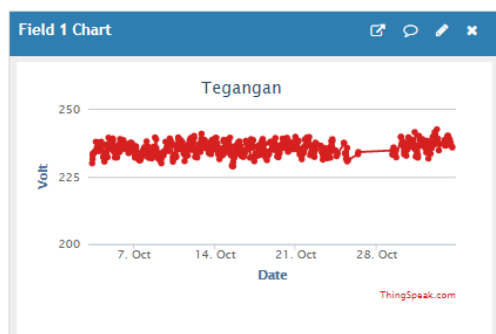 Field 1 Chart
Tegangan
250
225
200
Volt
7. Oct
14. Oct
21. Oct
28. Oct
Date
ThingSpeak.com